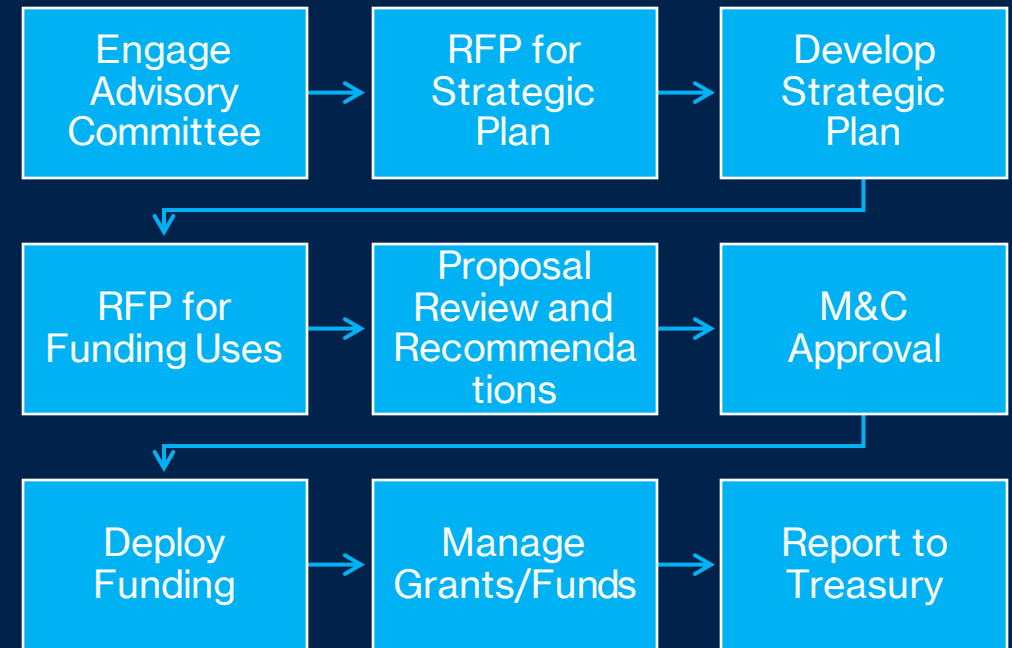 Engage
Advisory
Committee
RFP for
Strategic
Plan
Develop
Strategic
Plan
RFP for
Funding Uses
Proposal
Review and
Recommenda
tions
M&C
Approval
Deploy
Funding
Manage
Grants/Funds
Report to
Treasury